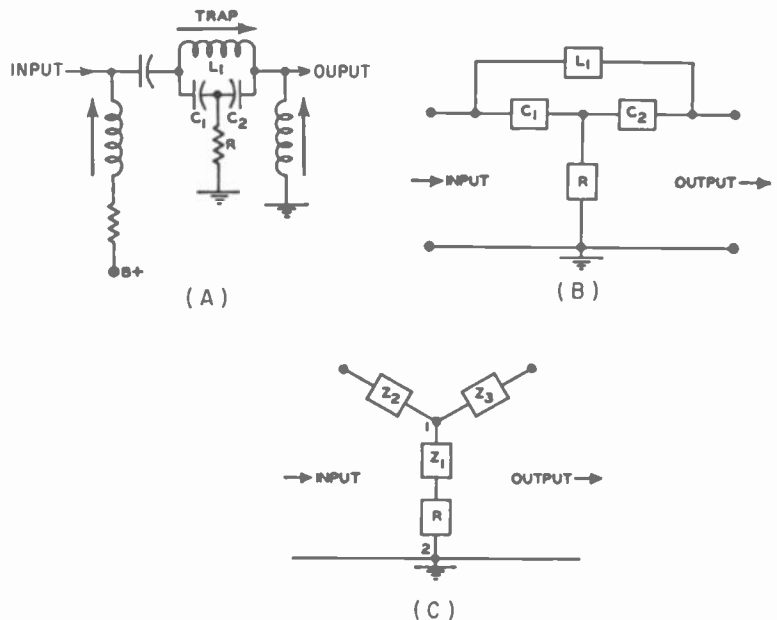 TRAP
INPUT
L1
OUPUT
C1
C2
R
B+
(A)
L1
C1
C2
R
INPUT
OUTPUT
(B)
Z2
Z3
1
Z1
INPUT
OUTPUT
R
2
(C)